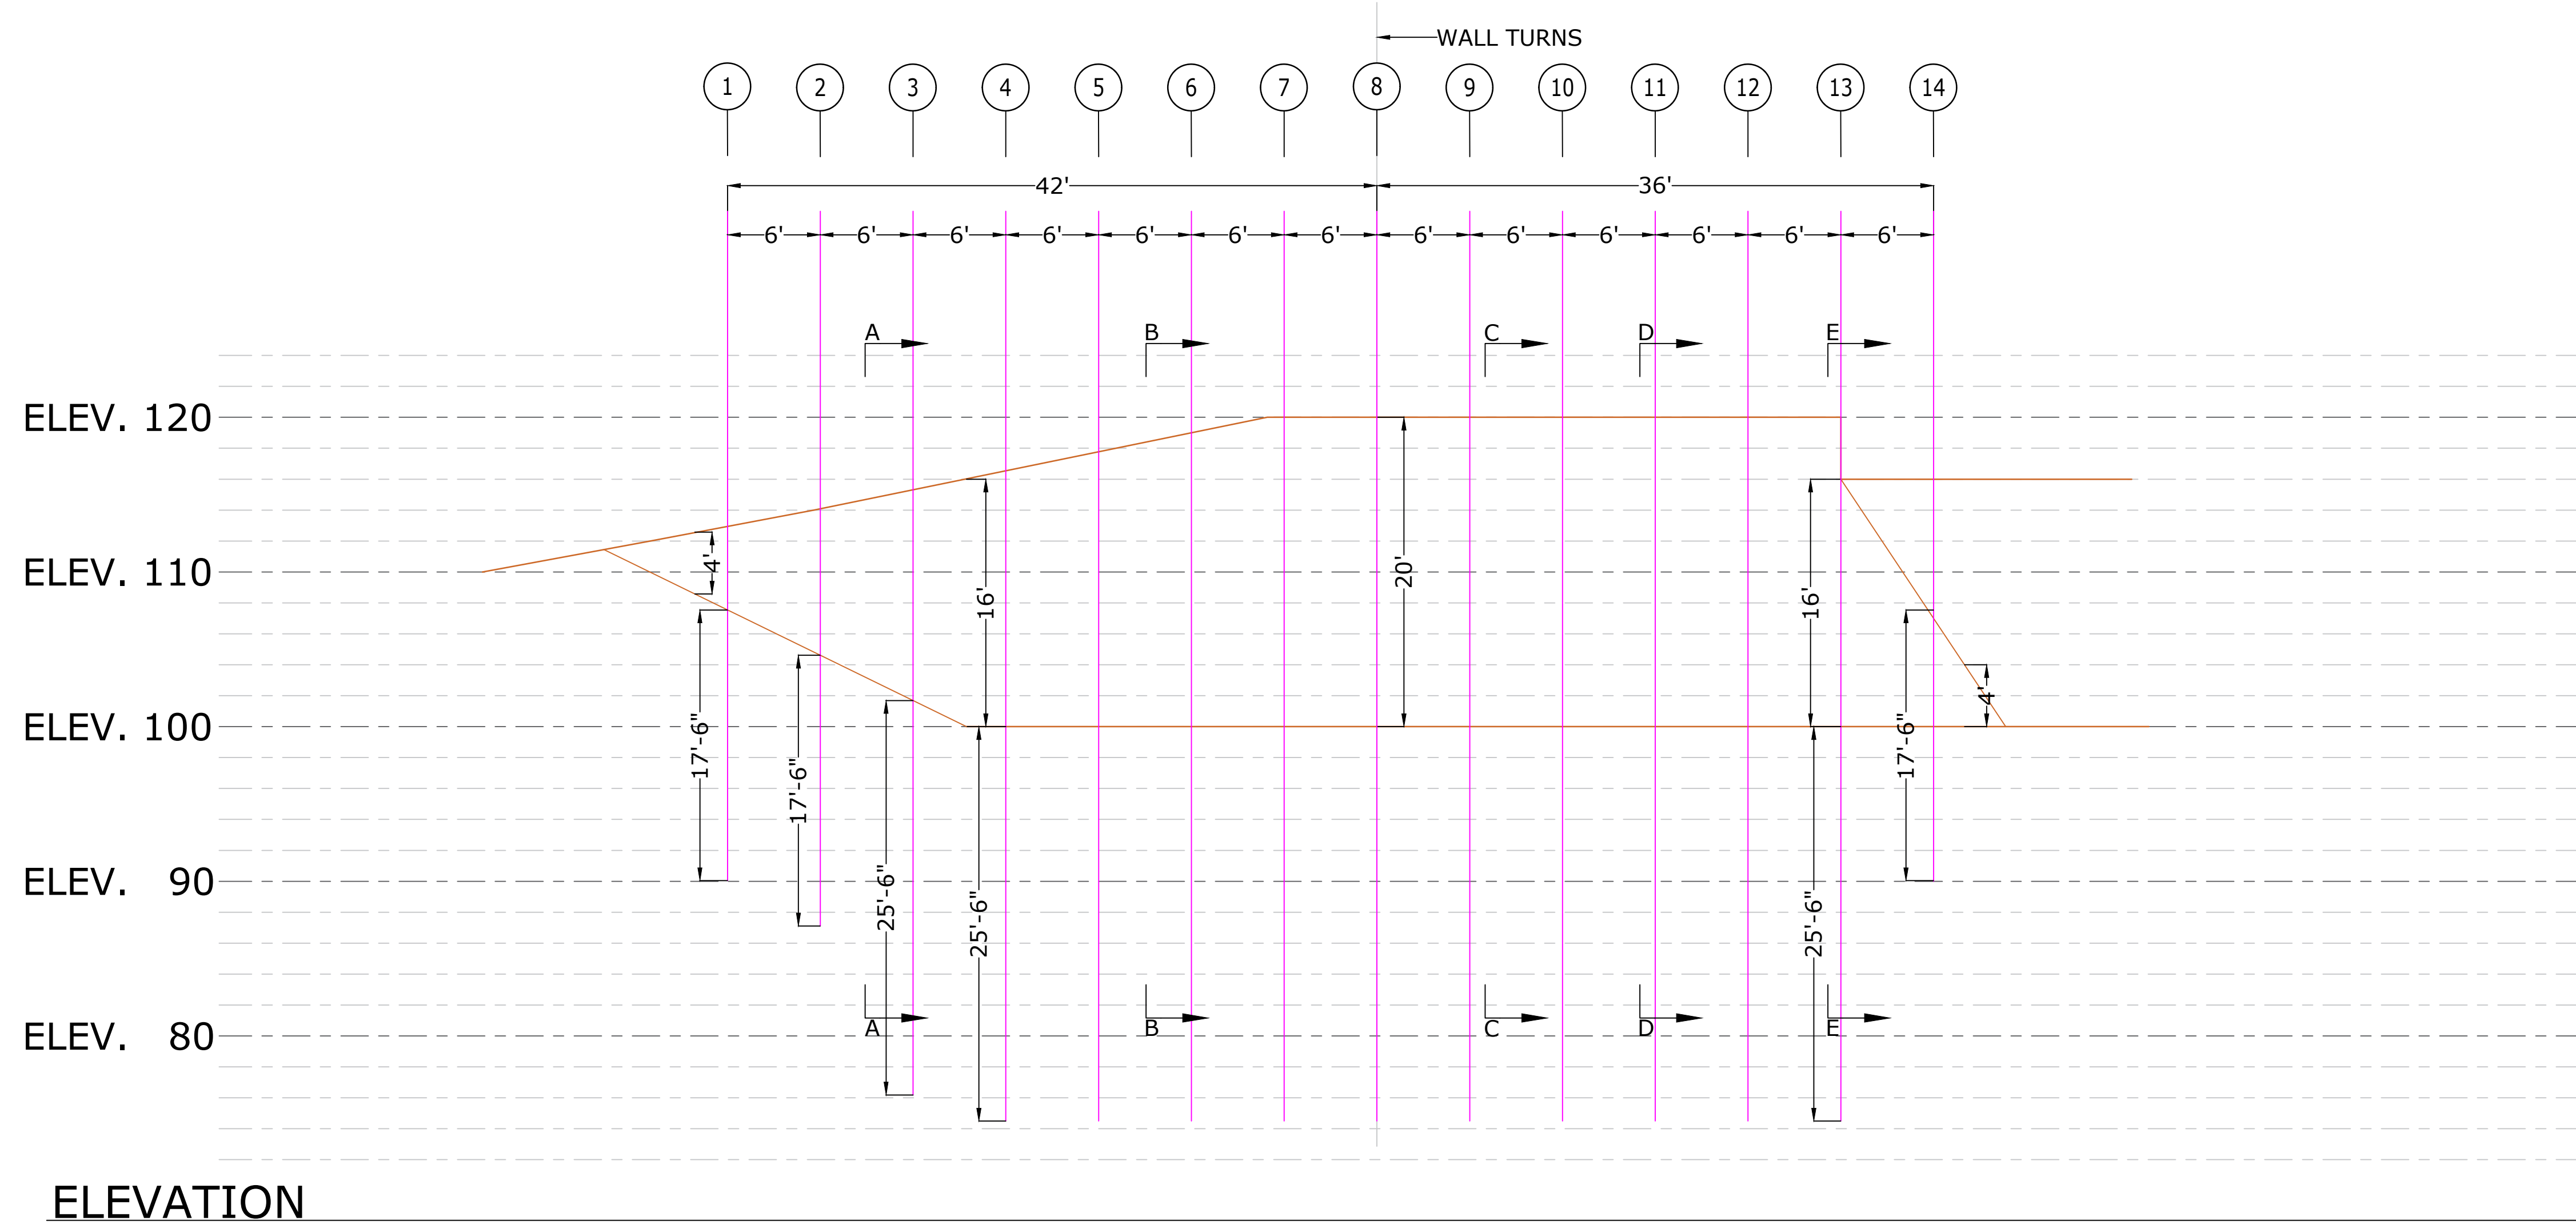 WALL TURNS
1 2 3 4 5 6 7 8 9 10 11 12 13 14
42' 36'
6' 6' 6' 6' 6' 6' 6' 6' 6' 6' 6' 6' 6'
A B C D E
ELEV. 120
ELEV. 110
4' 16' 20' 16'
ELEV. 100
4'
17'-6" 17'-6" 17'-6"
ELEV. 90
25'-6" 25'-6" 25'-6"
ELEV. 80
A B C D E
ELEVATION